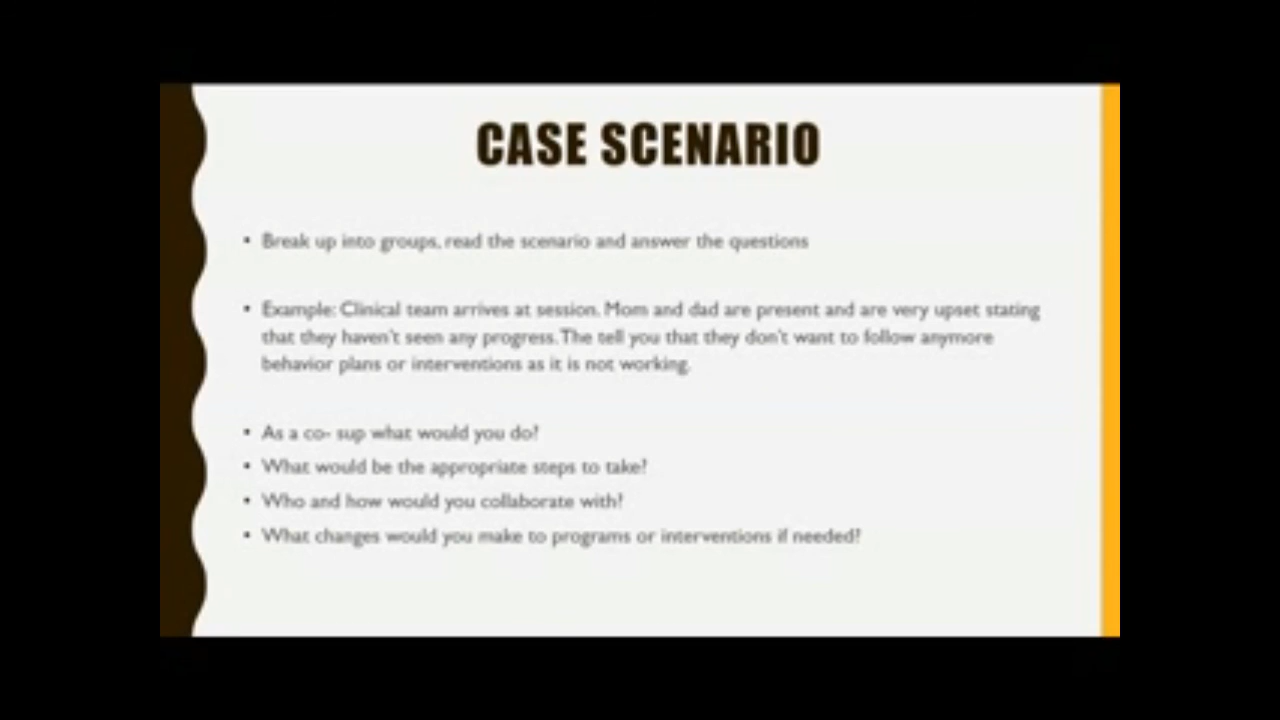 CASE SCENARIO
• Break up into groups, read the scenario and answer the questions
• Example: Clinical team arrives at session. Mom and dad are present and are very upset stating
that they haven't seen any progress. The tell you that they don't want to follow anymore
behavior plans or interventions as it is not working.
• As a co- sup what would you do?
• What would be the appropriate steps to take?
• Who and how would you collaborate with?
• What changes would you make to programs or interventions if needed?